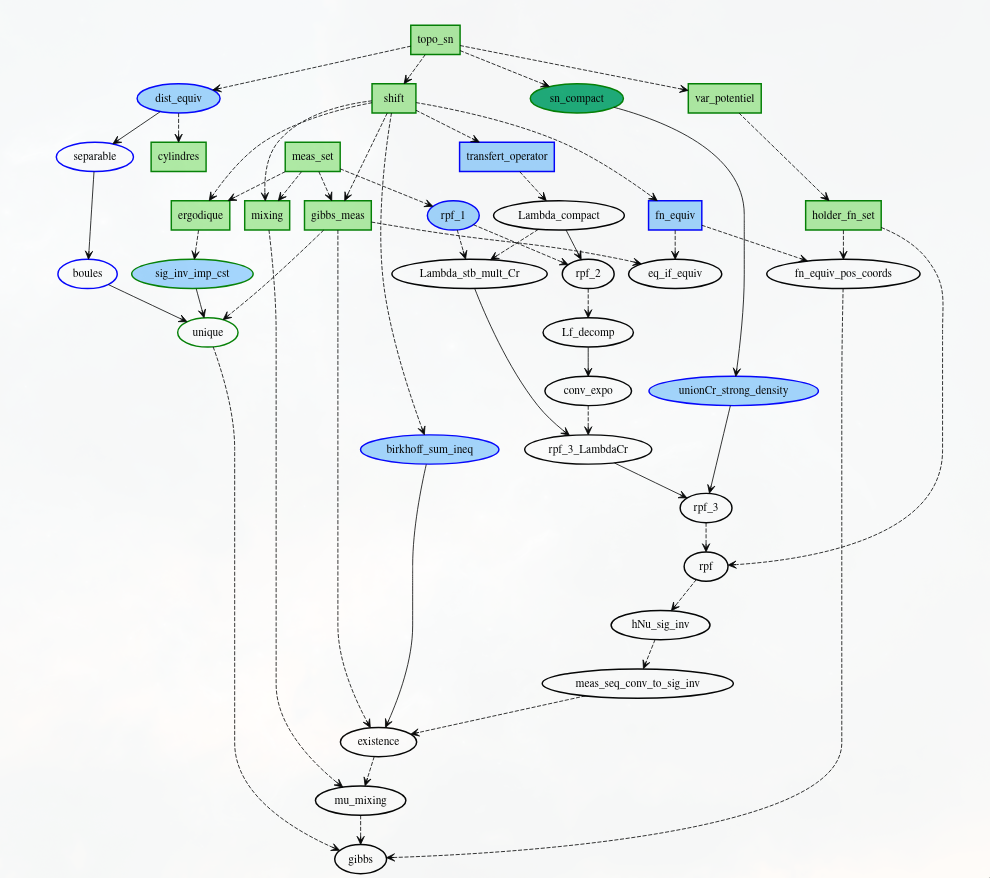 topo_sn
dist_equiv
shift
sn_compact
var_potentiel
separable
cylindres
meas_set
transfert_operator
ergodique
mixing
gibbs_meas
rpf_1
Lambda_compact
fn_equiv
holder_fn_set
boules
sig_inv_imp_cst
Lambda_stb_mult_Cr
rpf_2
eq_if_equiv
fn_equiv_pos_coords
unique
Lf_decomp
conv_expo
unionCr_strong_density
birkhoff_sum_ineq
rpf_3_LambdaCr
rpf_3
rpf
hNu_sig_inv
meas_seq_conv_to_sig_inv
existence
mu_mixing
gibbs